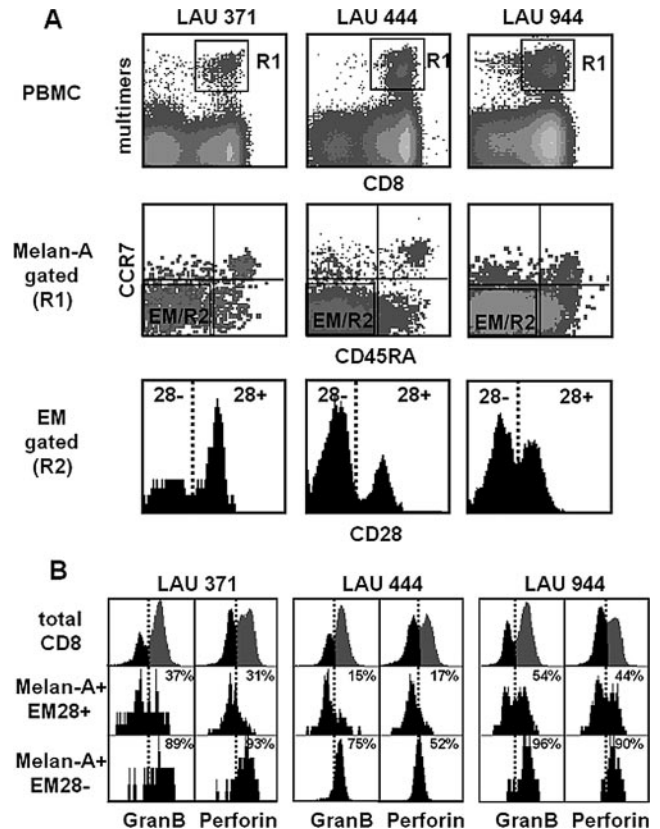 A
LAU 371 LAU 444 LAU 944
PBMC
multimers
R1 R1 R1
CD8
Melan-A
gated
(R1)
CCR7
EM/R2 EM/R2 EM/R2
CD45RA
EM
gated
(R2)
28- 28+ 28- 28+ 28- 28+
CD28
B
LAU 371 LAU 444 LAU 944
total
CD8
Melan-A+
EM28+
37% 31% 15% 17% 54% 44%
Melan-A+
EM28-
89% 93% 75% 52% 96% 90%
GranB Perforin GranB Perforin GranB Perforin